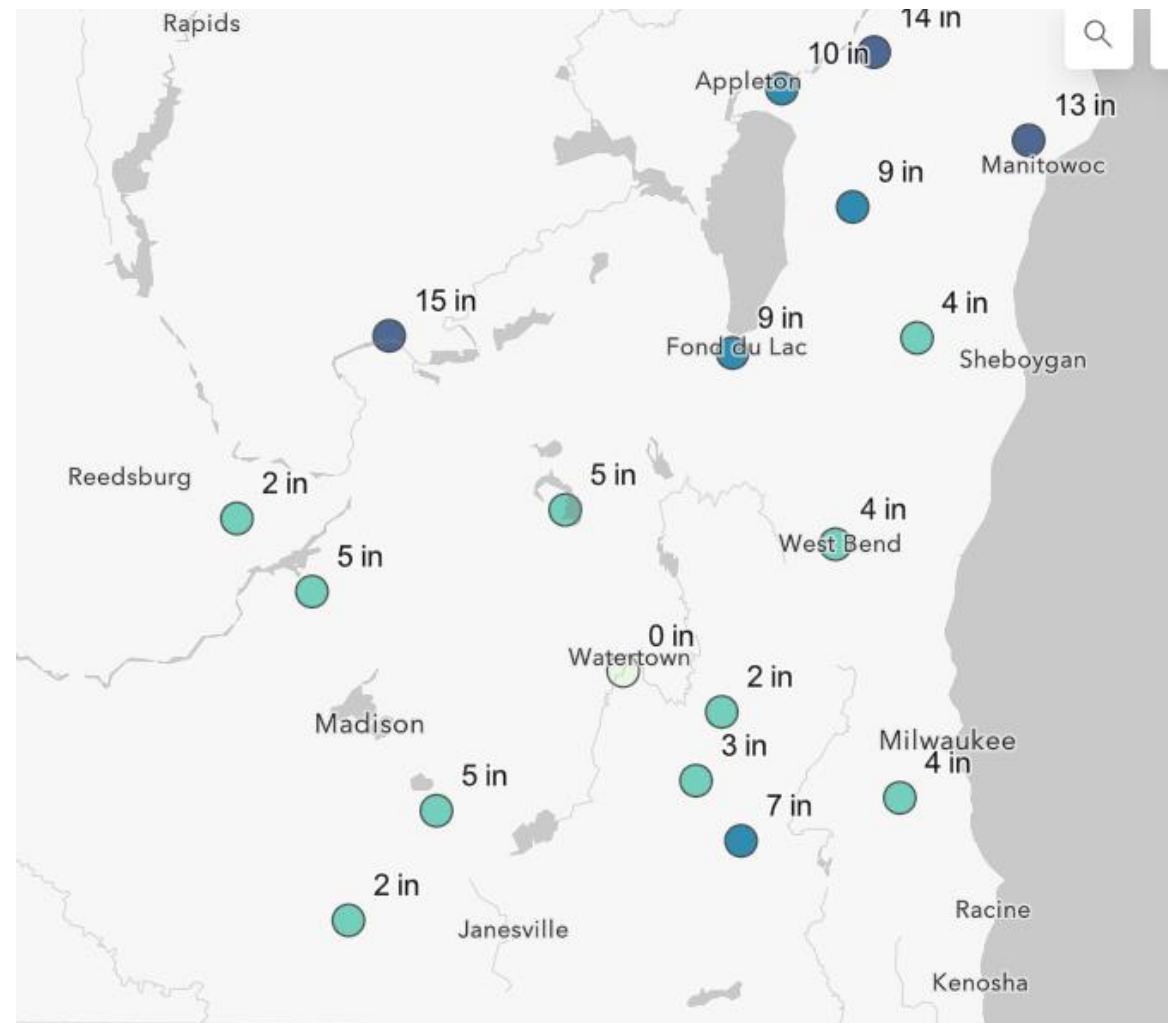 14 in
Rapids
10 in
Appleton
13 in
Manitowoc
9 in
15 in
4 in
9 in
Fond du Lac
Sheboygan
5 in
Reedsburg
2 in
4 in
West Bend
5 in
0 in
Watertown
2 in
Madison
Milwaukee
3 in
4 in
5 in
7 in
2 in
Racine
Janesville
Kenosha